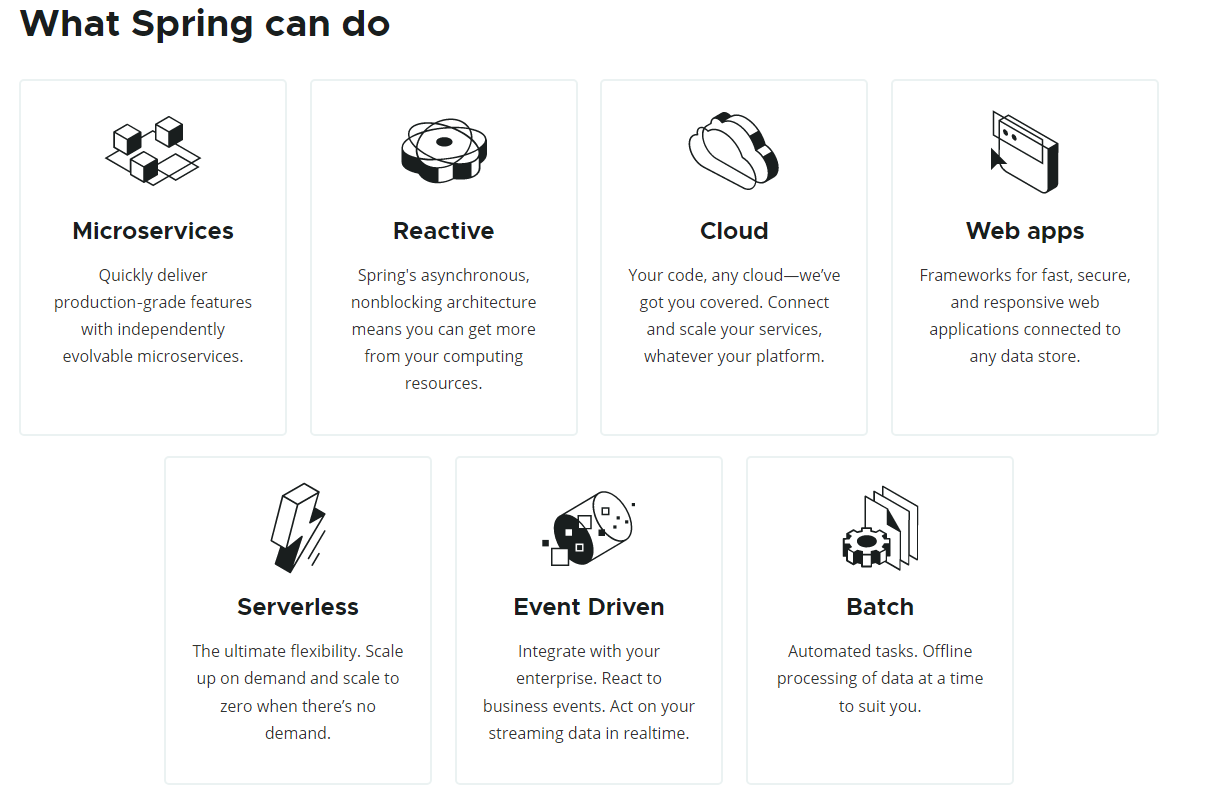 What Spring can do
Microservices
Quickly deliver
production-grade features
with independently
evolvable microservices.
Reactive
Spring's asynchronous,
nonblocking architecture
means you can get more
from your computing
resources.
Cloud
Your code, any cloud—we’ve
got you covered. Connect
and scale your services,
whatever your platform.
Web apps
Frameworks for fast, secure,
and responsive web
applications connected to
any data store.
Serverless
The ultimate flexibility. Scale
up on demand and scale to
zero when there’s no
demand.
Event Driven
Integrate with your
enterprise. React to
business events. Act on your
streaming data in realtime.
Batch
Automated tasks. Offline
processing of data at a time
to suit you.